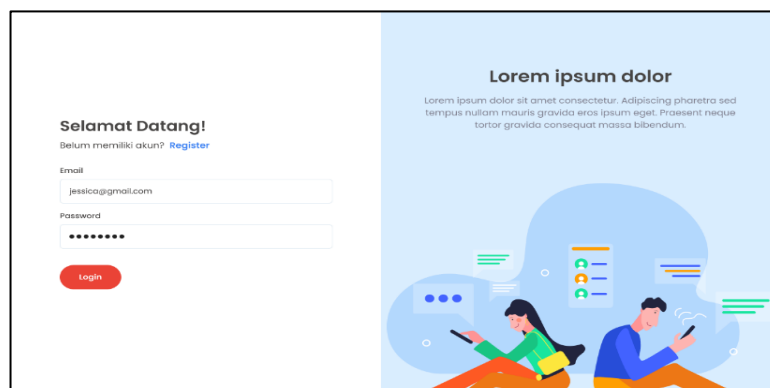 Selamat Datang!
Belum memiliki akun? Register
Email
jessica@gmail.com
Password
Login
Lorem ipsum dolor
Lorem ipsum dolor sit amet consectetur. Adipiscing pharetra sed
tempus nullam mauris gravida eros ipsum eget. Praesent neque
tortor gravida consequat massa bibendum.